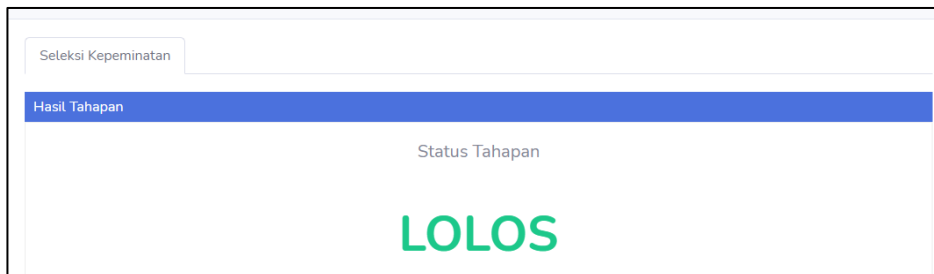 Seleksi Kepeminatan
Hasil Tahapan
Status Tahapan
LOLOS